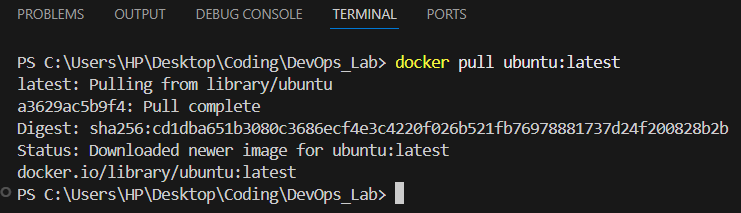 PROBLEMS OUTPUT DEBUG CONSOLE TERMINAL PORTS
PS C:\Users\HP\Desktop\Coding\DevOps_Lab> docker pull ubuntu:latest
latest: Pulling from library/ubuntu
a3629ac5b9f4: Pull complete
Digest: sha256:cd1dba651b3080c3686ecf4e3c4220f026b521fb76978881737d24f200828b2b
Status: Downloaded newer image for ubuntu:latest
docker.io/library/ubuntu:latest
PS C:\Users\HP\Desktop\Coding\DevOps_Lab>